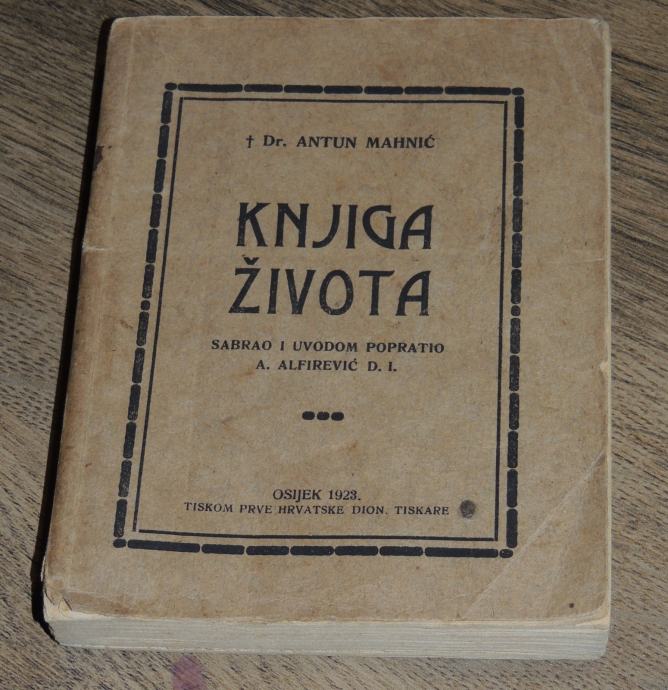 † Dr. ANTUN MAHNIĆ
KNJIGA
ŽIVOTA
SABRAO I UVODOM POPRATIO
A. ALFIREVIĆ D. I.
OSIJEK 1923.
TISKOM PRVE HRVATSKE DION. TISKARE